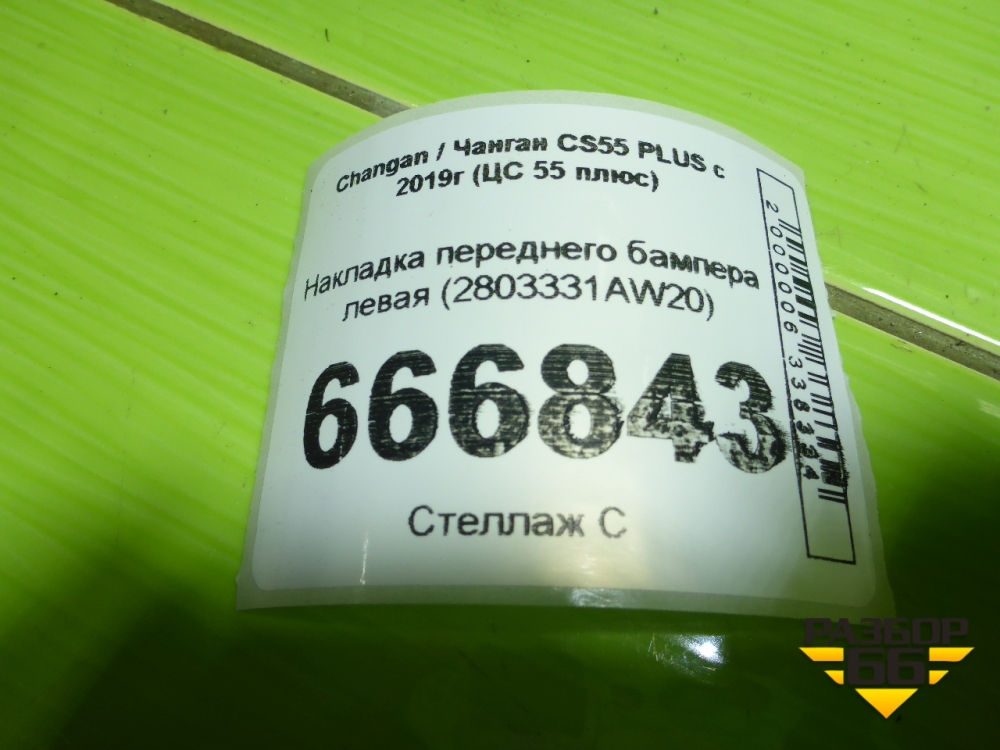 Changan / Чанган CS55 PLUS с
2019г (ЦС 55 плюс)
Накладка переднего бампера
левая (2803331AW20)
666843
Стеллаж С
2000006338334
РАЗБОР
66